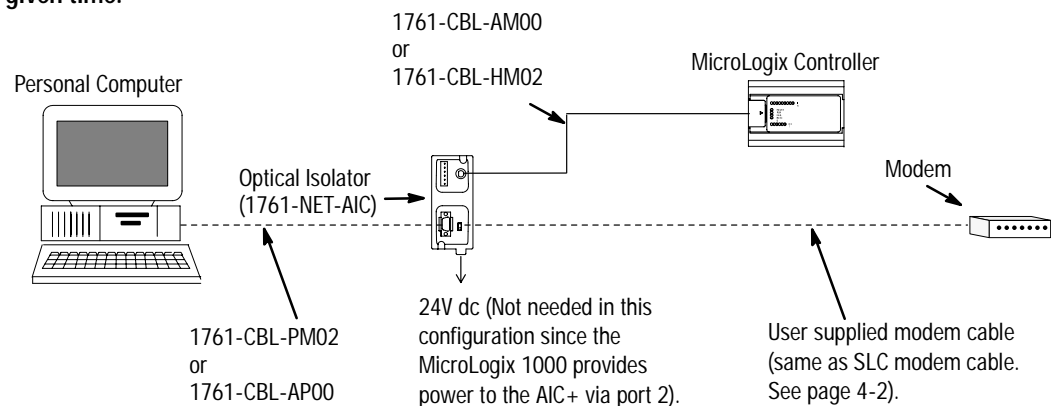 given time.
1761-CBL-AM00
or
1761-CBL-HM02
MicroLogix Controller
Personal Computer
Optical Isolator
(1761-NET-AIC)
Modem
1761-CBL-PM02
or
1761-CBL-AP00
24V dc (Not needed in this
configuration since the
MicroLogix 1000 provides
power to the AIC+ via port 2).
User supplied modem cable
(same as SLC modem cable.
See page 4-2).